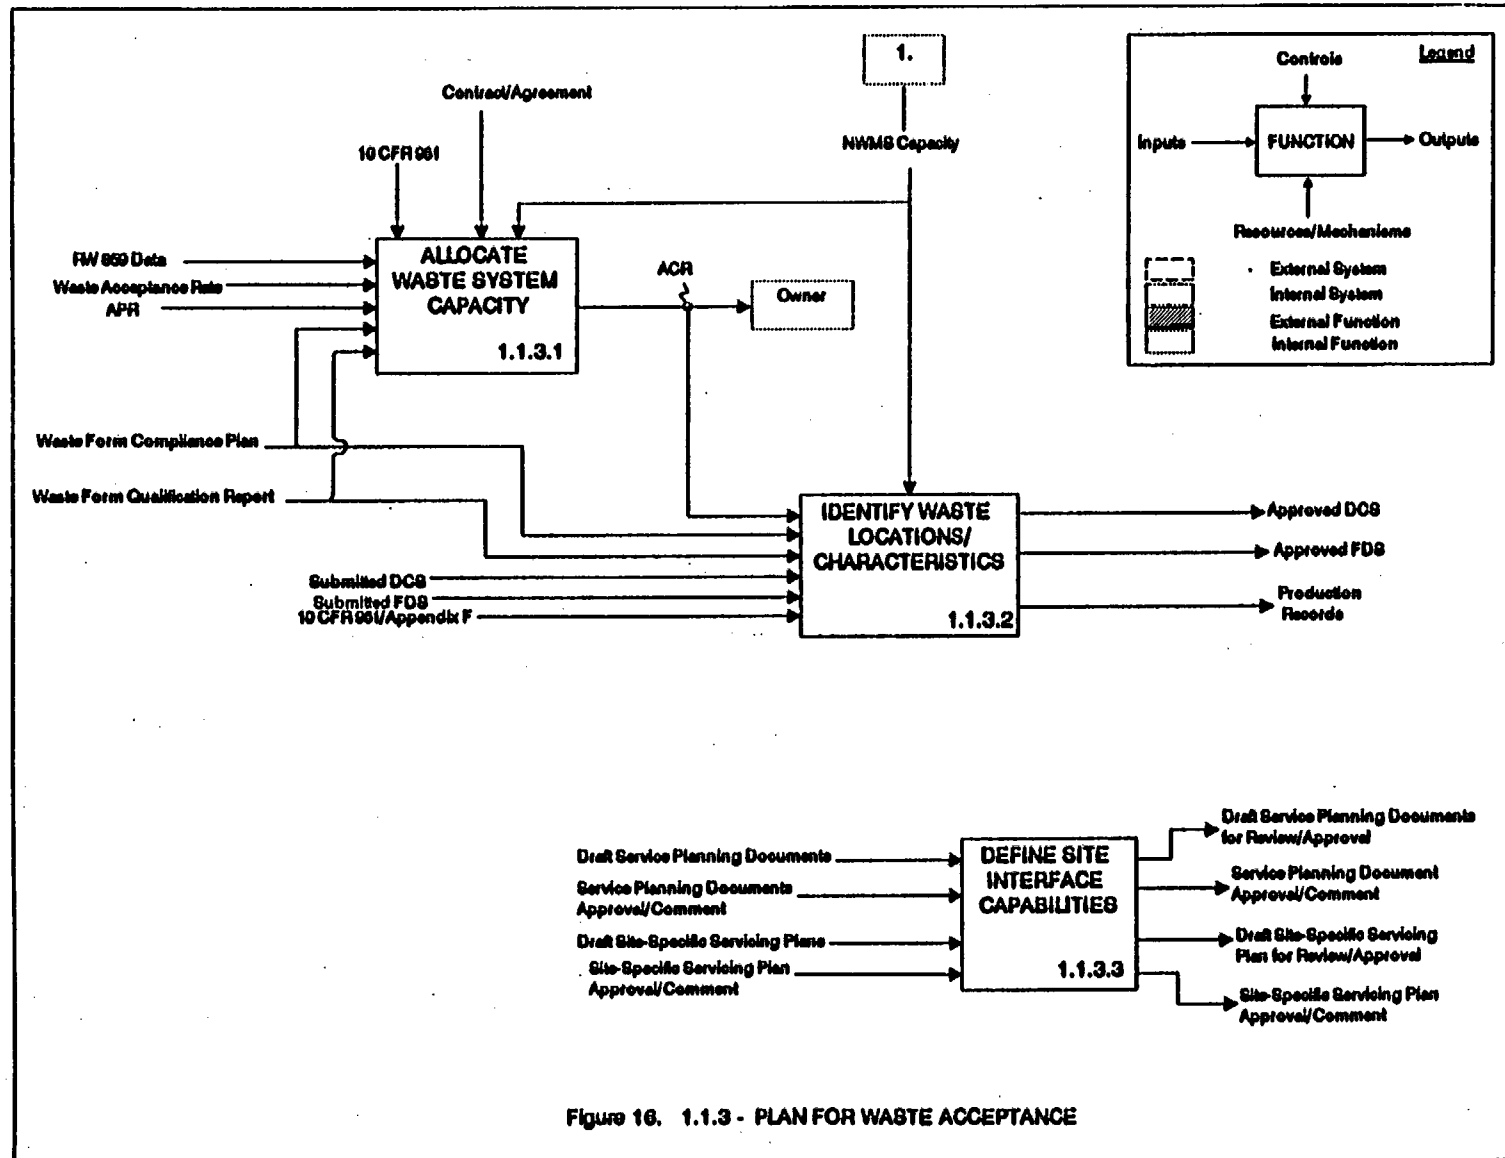 1.
Contract/Agreement
10 CFR 961
NWMS Capacity
Legend
Controls
Inputs
FUNCTION
Outputs
Resources/Mechanisms
External System
Internal System
External Function
Internal Function
RW 859 Data
Waste Acceptance Rate
APR
ALLOCATE
WASTE SYSTEM
CAPACITY
1.1.3.1
ACR
Owner
Waste Form Compliance Plan
Waste Form Qualification Report
Submitted DCS
Submitted FDS
10 CFR 961/Appendix F
IDENTIFY WASTE
LOCATIONS/
CHARACTERISTICS
1.1.3.2
Approved DCS
Approved FDS
Production
Records
Draft Service Planning Documents
Service Planning Documents
Approval/Comment
Draft Site-Specific Servicing Plans
Site-Specific Servicing Plan
Approval/Comment
DEFINE SITE
INTERFACE
CAPABILITIES
1.1.3.3
Draft Service Planning Documents
for Review/Approval
Service Planning Document
Approval/Comment
Draft Site-Specific Servicing
Plan for Review/Approval
Site-Specific Servicing Plan
Approval/Comment
Figure 16. 1.1.3 - PLAN FOR WASTE ACCEPTANCE